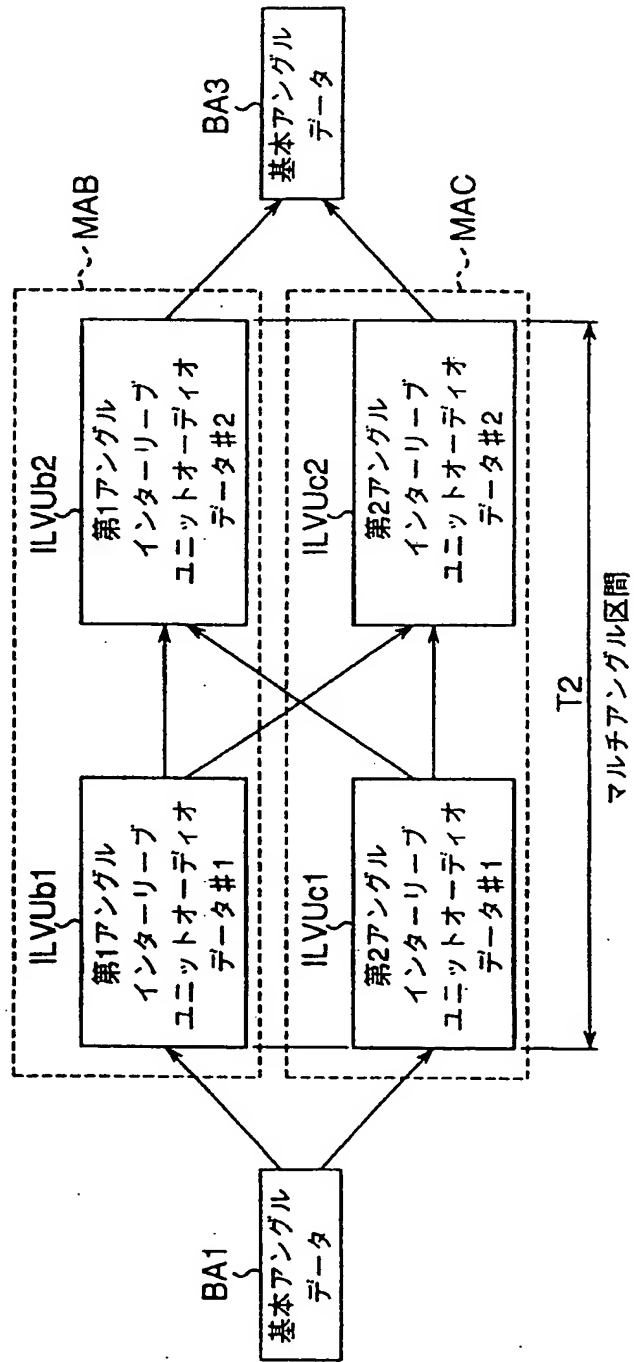 BA1
基本アングル
データ
MAB
ILVUb1
第1アングル
インターリーブ
ユニットオーディオ
データ#1
ILVUb2
第1アングル
インターリーブ
ユニットオーディオ
データ#2
ILVUc1
第2アングル
インターリーブ
ユニットオーディオ
データ#1
ILVUc2
第2アングル
インターリーブ
ユニットオーディオ
データ#2
MAC
BA3
基本アングル
データ
T2
マルチアングル区間